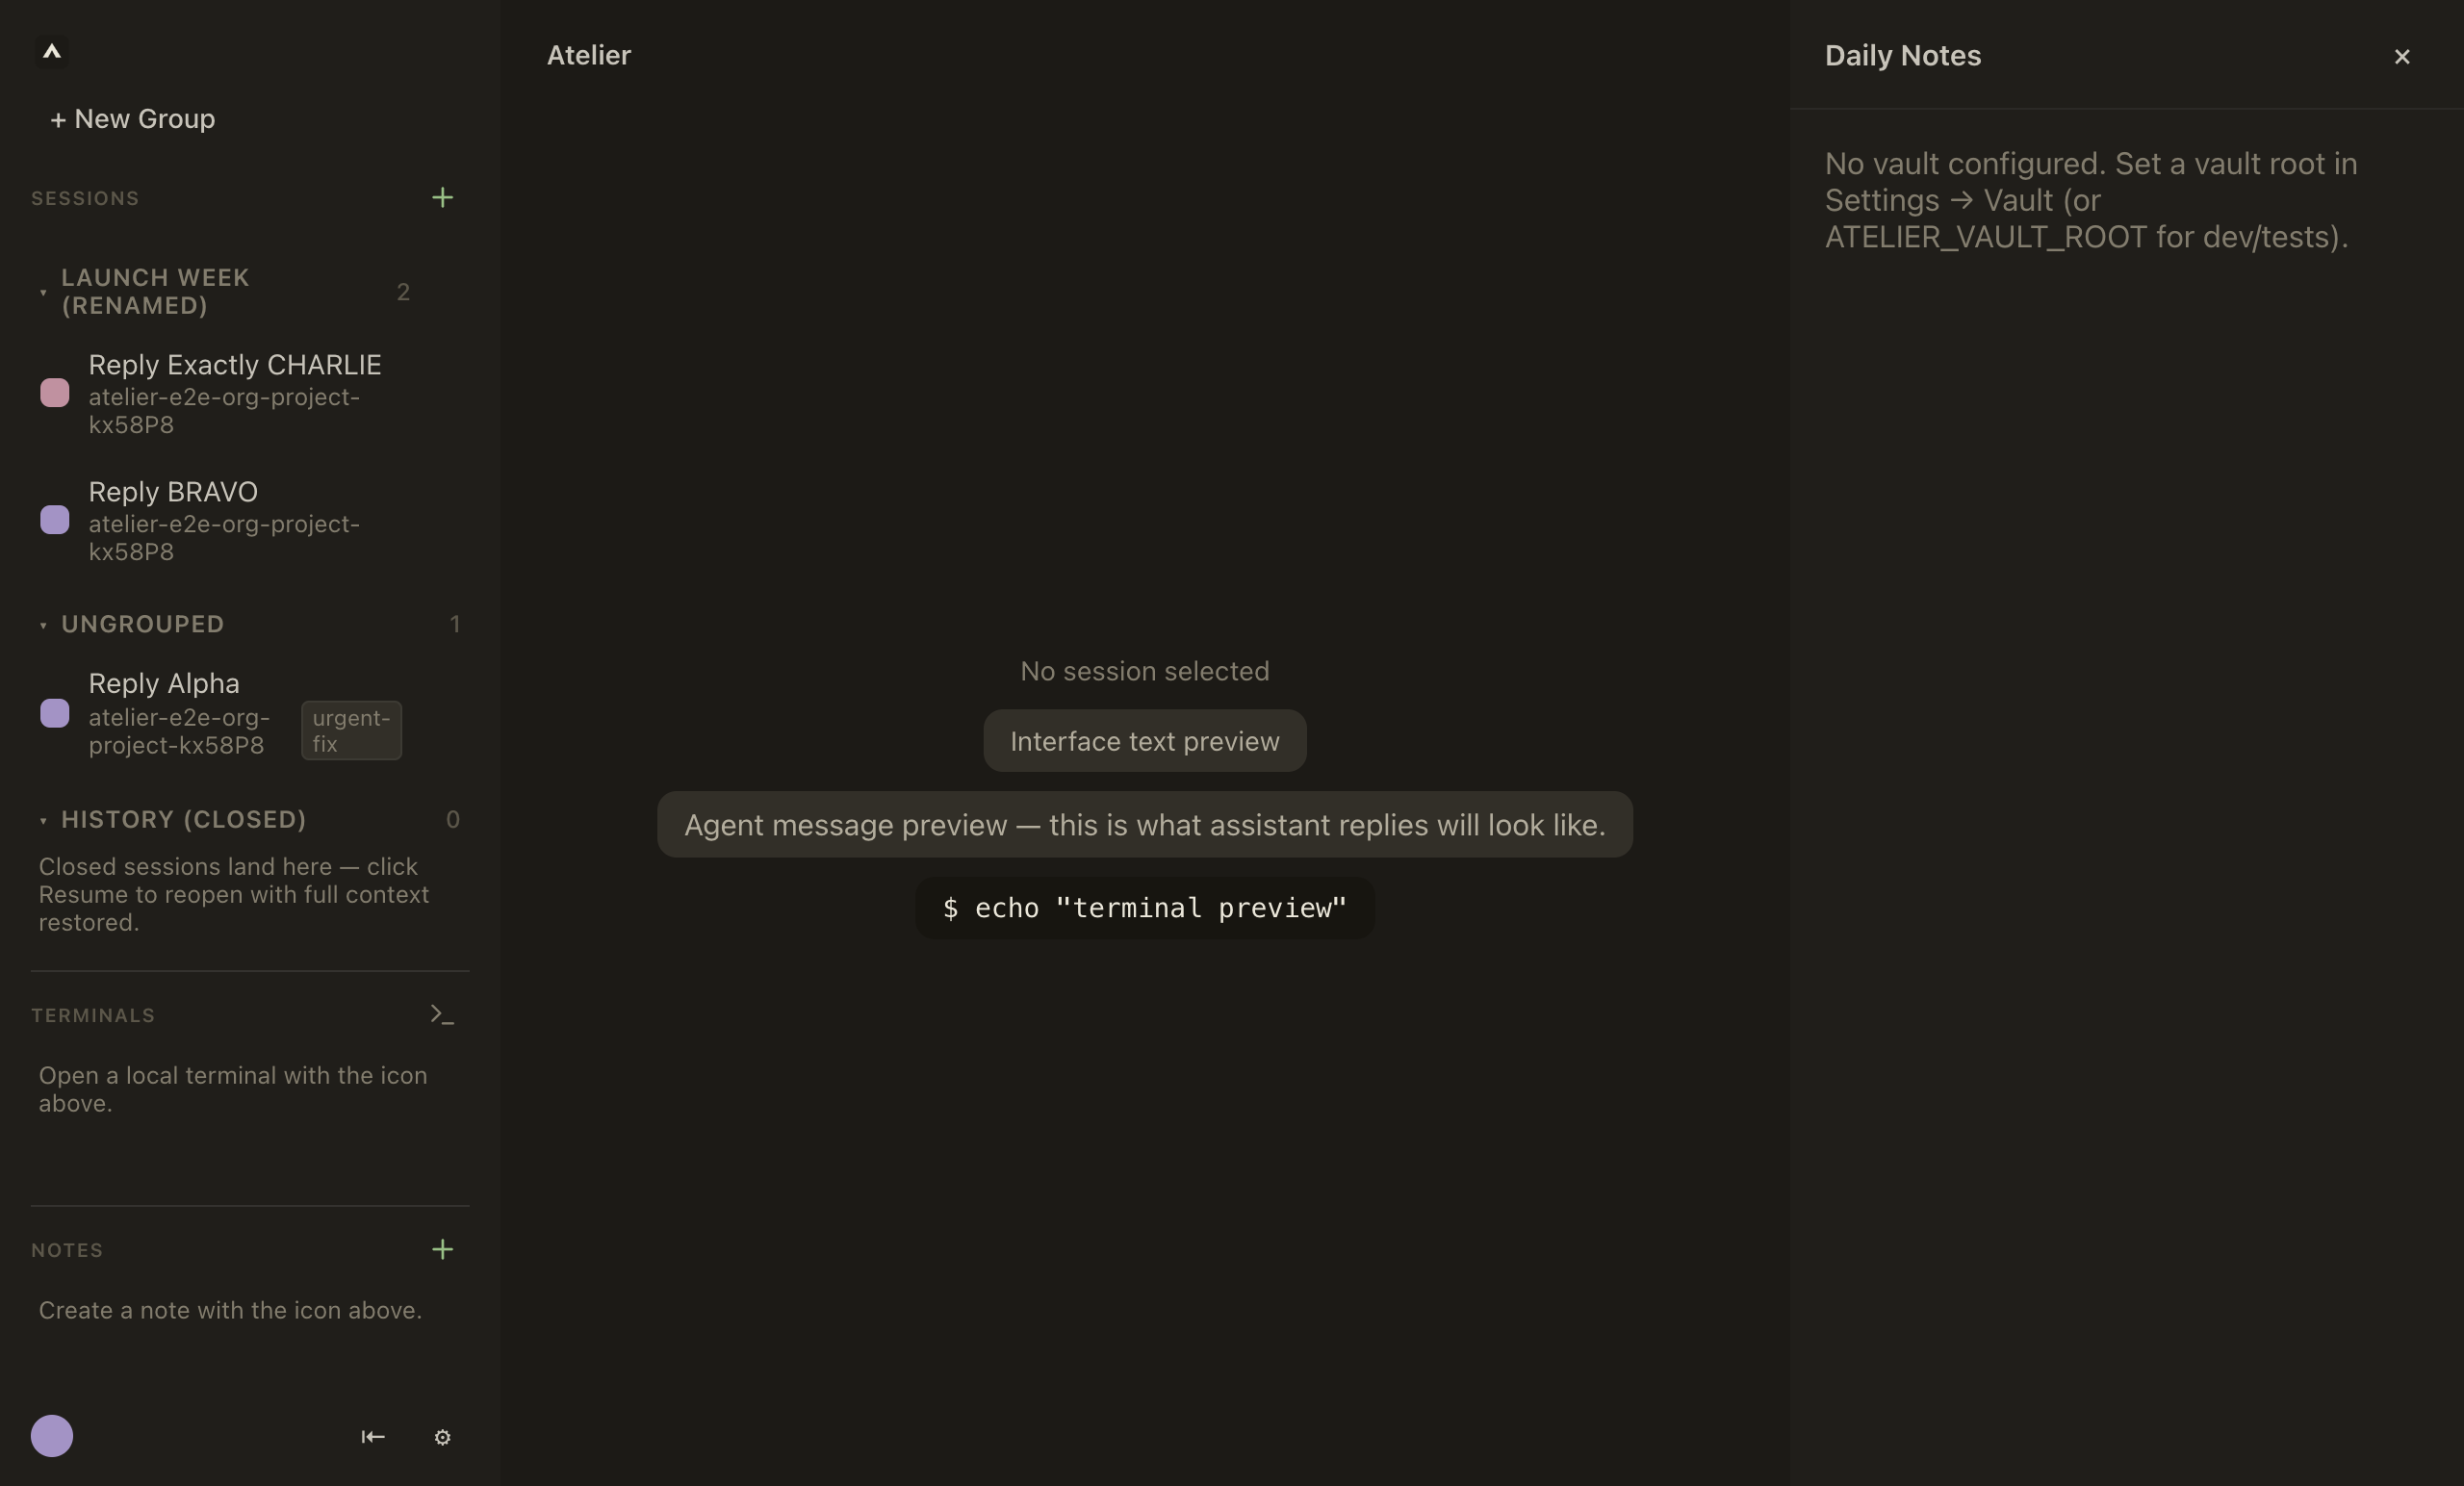 + New Group
SESSIONS
+
LAUNCH WEEK
(RENAMED)
2
Reply Exactly CHARLIE
atelier-e2e-org-project-
kx58P8
Reply BRAVO
atelier-e2e-org-project-
kx58P8
UNGROUPED
1
Reply Alpha
atelier-e2e-org-
project-kx58P8
urgent-
fix
HISTORY (CLOSED)
0
Closed sessions land here — click
Resume to reopen with full context
restored.
TERMINALS
Open a local terminal with the icon
above.
NOTES
+
Create a note with the icon above.
Atelier
No session selected
Interface text preview
Agent message preview — this is what assistant replies will look like.
$ echo "terminal preview"
Daily Notes
×
No vault configured. Set a vault root in
Settings → Vault (or
ATELIER_VAULT_ROOT for dev/tests).